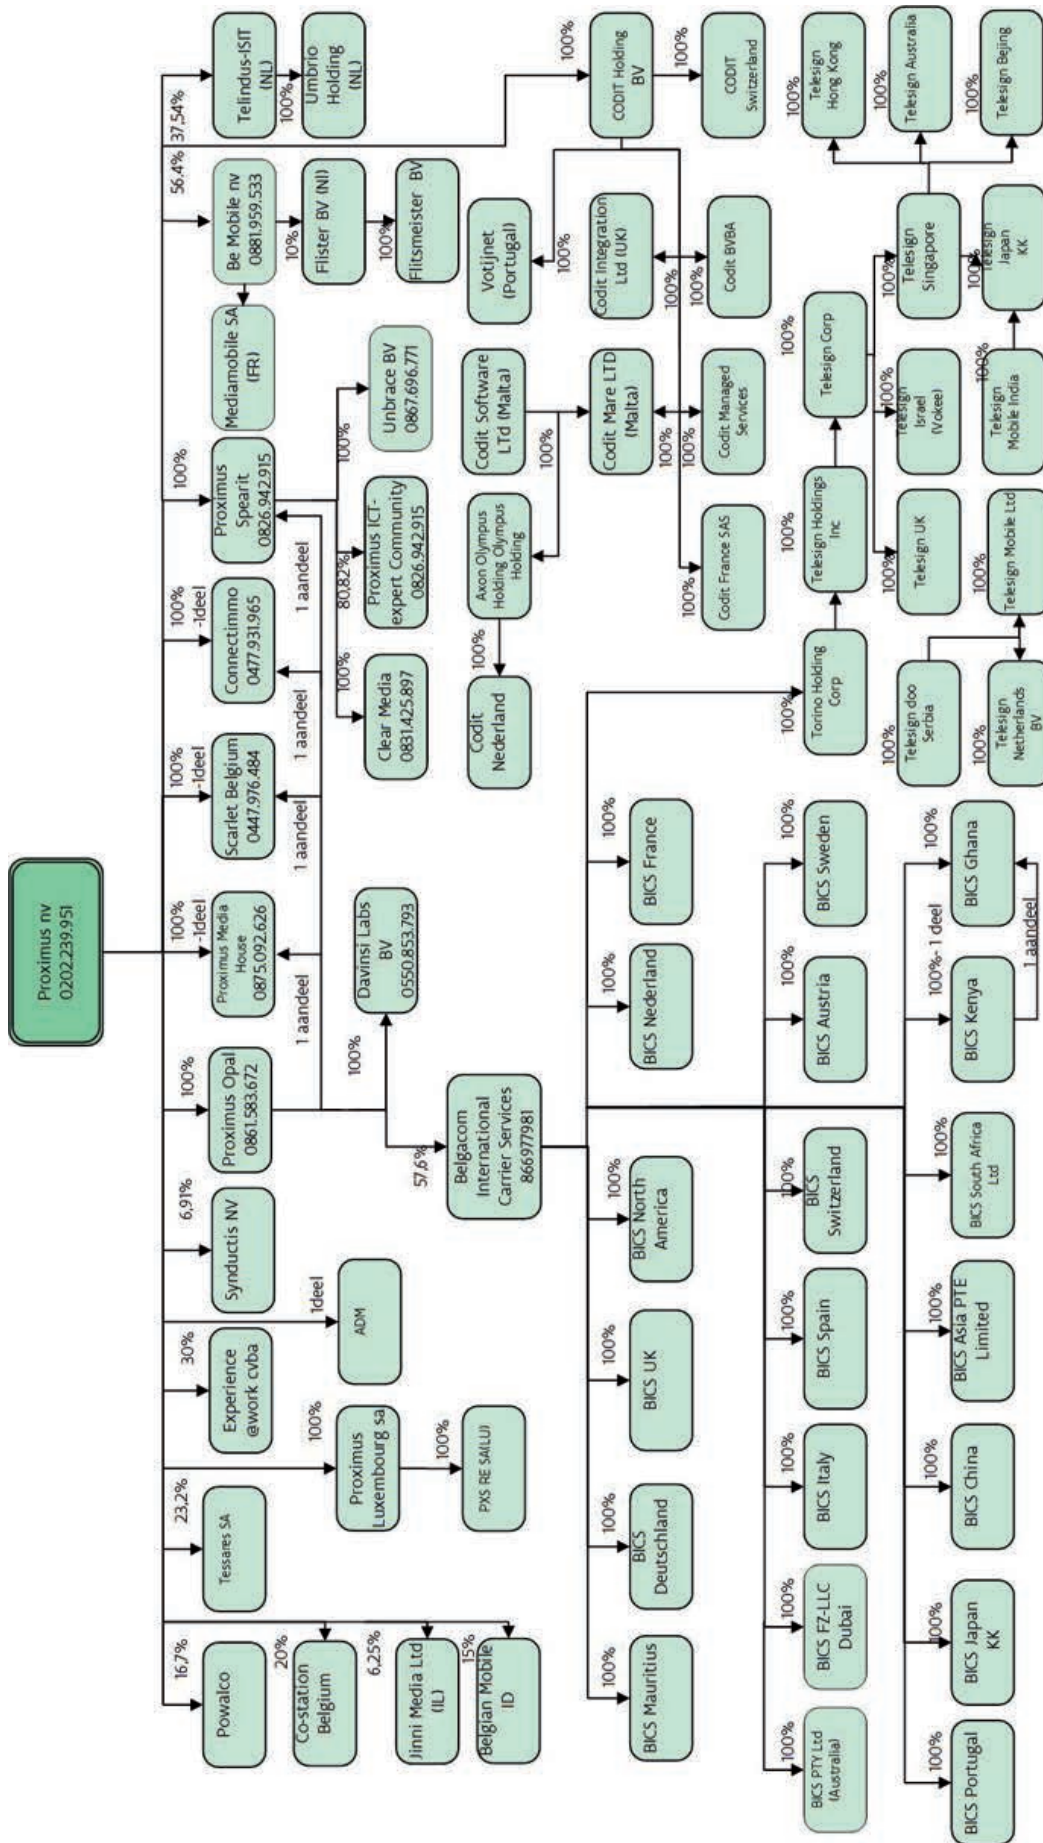 Proximus nv
0202.239.951
16,7%
Powalco
20%
Co-station
Belgium
6,25%
Jinni Media Ltd
(IL)
15%
Belgian Mobile
ID
23,2%
Tessares SA
100%
Proximus
Luxembourg sa
100%
PXS RE SA(LU)
30%
Experience
@work cvba
1deel
ADM
6,91%
Synductis NV
100%
Proximus Opal
0861.583.672
100%
-1deel
Proximus Media
House
0875.092.626
100%
-1deel
Scarlet Belgium
0447.976.484
100%
-1deel
Connectimmo
0477.931.965
100%
Proximus
Spearit
0826.942.915
56.4%
Be Mobile nv
0881.959.533
37,54%
Telindus-ISIT
(NL)
100%
Umbrio
Holding
(NL)
Mediamobile SA
(FR)
10%
Flister BV (NI)
100%
Flitsmeister BV
1 aandeel
1 aandeel
1 aandeel
1 aandeel
100%
Davinsi Labs
BV
0550.853.793
57,6%
Belgacom
International
Carrier Services
866977981
100%
Clear Media
0831.425.897
80,82%
Proximus ICT-
expert Community
0826.942.915
100%
Unbrace BV
0867.696.771
100%
CODIT Holding
BV
100%
CODIT
Switzerland
100%
Votijnet
(Portugal)
Codit Software
LTd (Malta)
100%
Axon Olympus
Holding Olympus
Holding
100%
Codit
Nederland
Codit Mare LTD
(Malta)
100%
Codit Integration
Ltd (UK)
100%
100%
Codit Managed
Services
100%
Codit BVBA
100%
Codit France SAS
100%
BICS Mauritius
100%
BICS
Deutschland
100%
BICS UK
100%
BICS North
America
100%
BICS Nederland
100%
BICS France
100%
BICS PTY Ltd
(Australia)
100%
BICS FZ-LLC
Dubai
100%
BICS Italy
100%
BICS Spain
100%
BICS
Switzerland
100%
BICS Austria
100%
BICS Sweden
100%
BICS Portugal
100%
BICS Japan
KK
100%
BICS China
100%
BICS Asia PTE
Limited
100%
BICS South Africa
Ltd
100%- 1 deel
BICS Kenya
100%
BICS Ghana
1 aandeel
100%
Torino Holding
Corp
100%
Telesign Holdings
Inc
100%
Telesign Corp
100%
Telesign UK
100%
Telesign
Israel
(Vokee)
100%
Telesign
Singapore
100%
Telesign
Hong Kong
100%
Telesign Australia
100%
Telesign Bejing
100%
Telesign doo
Serbia
100%
Telesign
Netherlands
BV
100%
Telesign Mobile Ltd
100%
Telesign
Mobile India
100%
100%
Telesign
Japan
KK